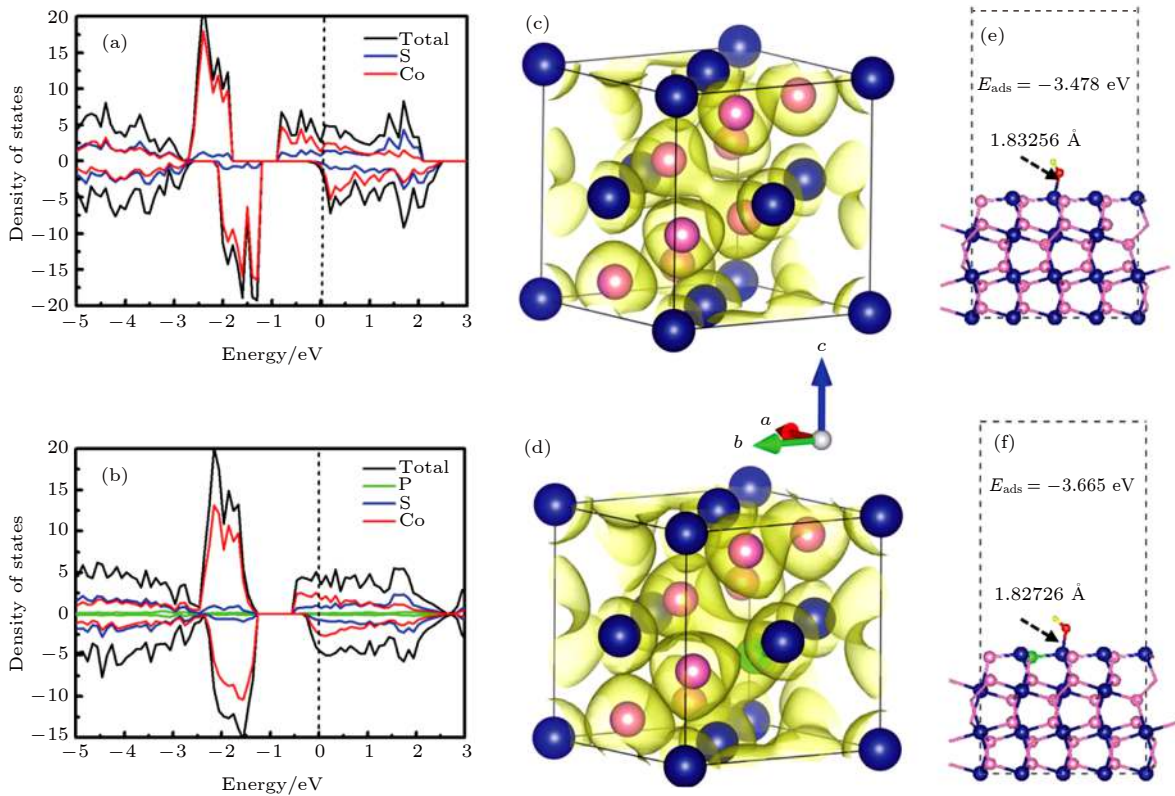 (a)
Total
S
Co
20
15
10
5
0
−5
−10
−15
−20
Density of states
−5 −4 −3 −2 −1 0 1 2 3
Energy/eV
(b)
Total
P
S
Co
20
15
10
5
0
−5
−10
−15
Density of states
−5 −4 −3 −2 −1 0 1 2 3
Energy/eV
(c)
c
a
b
(d)
(e)
E_ads = −3.478 eV
1.83256 Å
(f)
E_ads = −3.665 eV
1.82726 Å